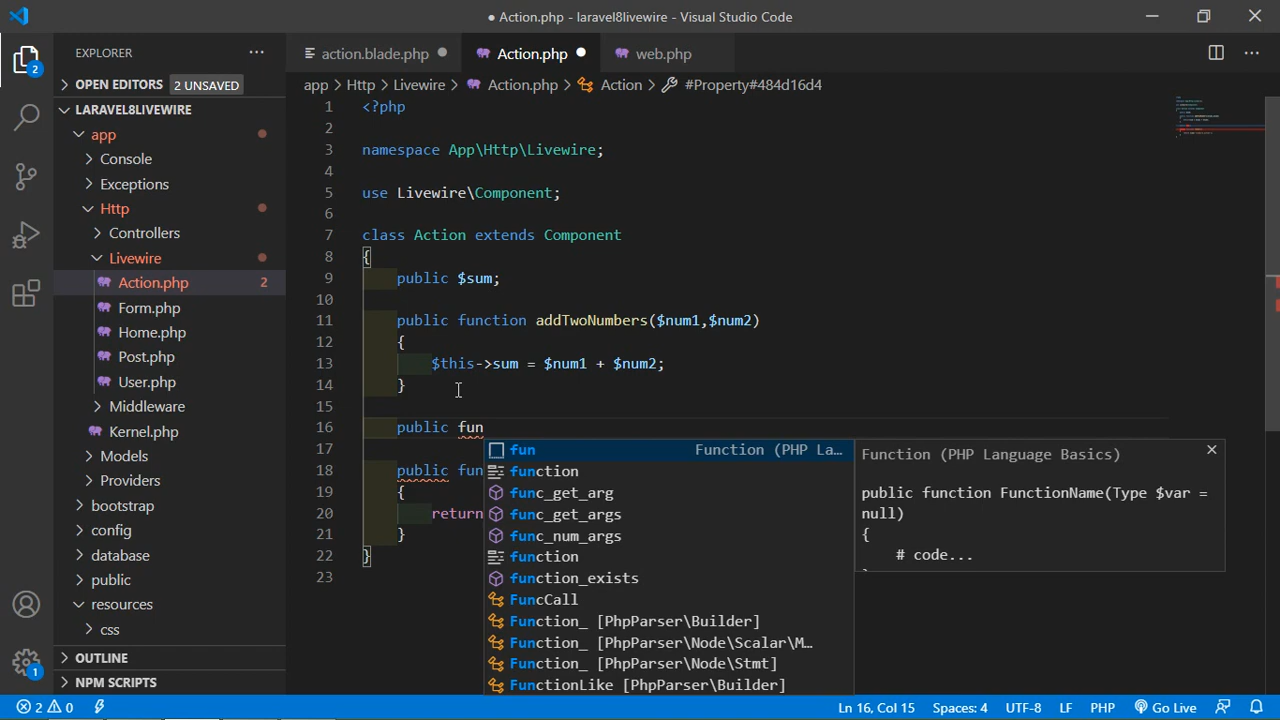 ● Action.php - laravel8livewire - Visual Studio Code
EXPLORER
action.blade.php
Action.php
web.php
OPEN EDITORS 2 UNSAVED
app > Http > Livewire > Action.php > Action > #Property#484d16d4
LARAVEL8LIVEWIRE
app
Console
Exceptions
Http
Controllers
Livewire
Action.php 2
Form.php
Home.php
Post.php
User.php
Middleware
Kernel.php
Models
Providers
bootstrap
config
database
public
resources
css
OUTLINE
NPM SCRIPTS
2
1
1 <?php
2
3 namespace App\Http\Livewire;
4
5 use Livewire\Component;
6
7 class Action extends Component
8 {
9 public $sum;
10
11 public function addTwoNumbers($num1,$num2)
12 {
13 $this->sum = $num1 + $num2;
14 }
15
16 public fun
17
18 public fun
19 {
20 return
21 }
22 }
23
fun Function (PHP La…
function
func_get_arg
func_get_args
func_num_args
function
function_exists
FuncCall
Function_ [PhpParser\Builder]
Function_ [PhpParser\Node\Scalar\M…
Function_ [PhpParser\Node\Stmt]
FunctionLike [PhpParser\Builder]
Function (PHP Language Basics)
public function FunctionName(Type $var =
null)
{
# code...
2 0
Ln 16, Col 15 Spaces: 4 UTF-8 LF PHP Go Live